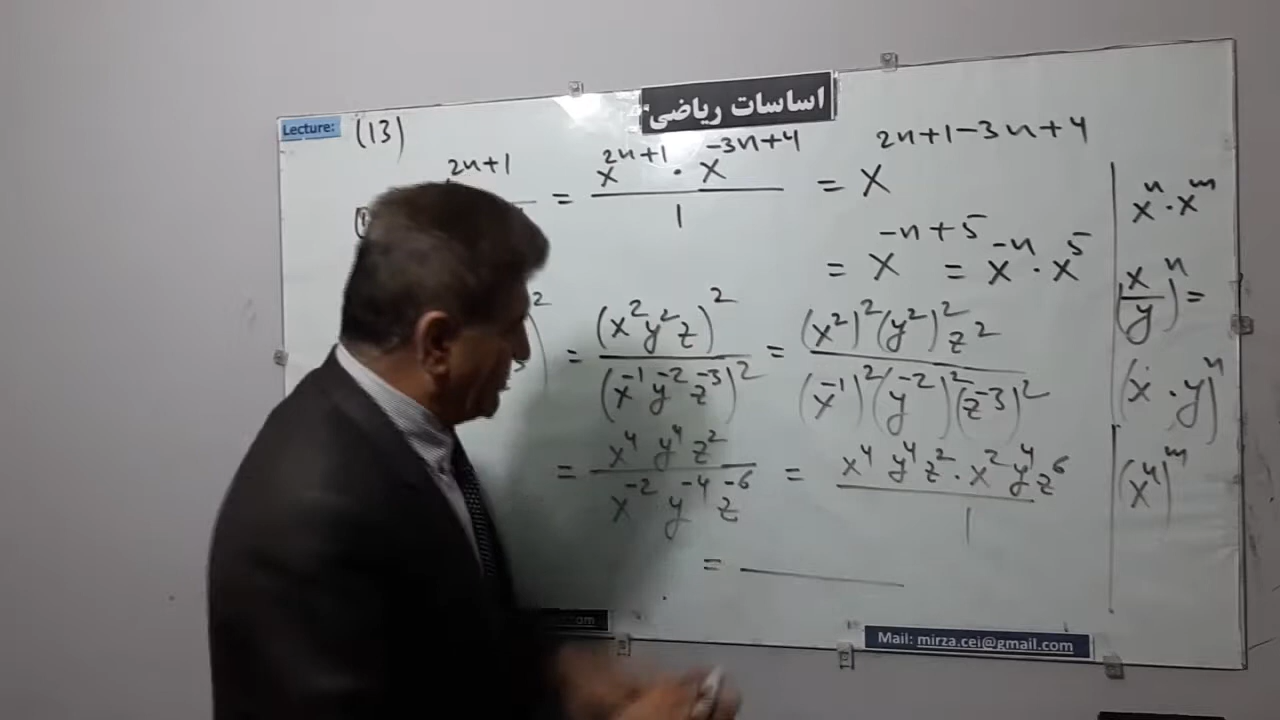 اساسات ریاضی
Lecture: (13)
2n+1 = x^{2n+1} · x^{-3n+4} / 1 = x^{2n+1-3n+4}
= x^{-n+5} = x^{-n} · x^5
)^2 = (x^2 y^2 z)^2 / (x^{-1} y^{-2} z^{-3})^2 = (x^2)^2 (y^2)^2 z^2 / (x^{-1})^2 (y^{-2})^2 (z^{-3})^2
= x^4 y^4 z^2 / x^{-2} y^{-4} z^{-6} = x^4 y^4 z^2 · x^2 y^4 z^6 / 1
=
x^n · x^m
(x/y)^n =
(x · y)^n
(x^4)^m
Mail: mirza.cei@gmail.com